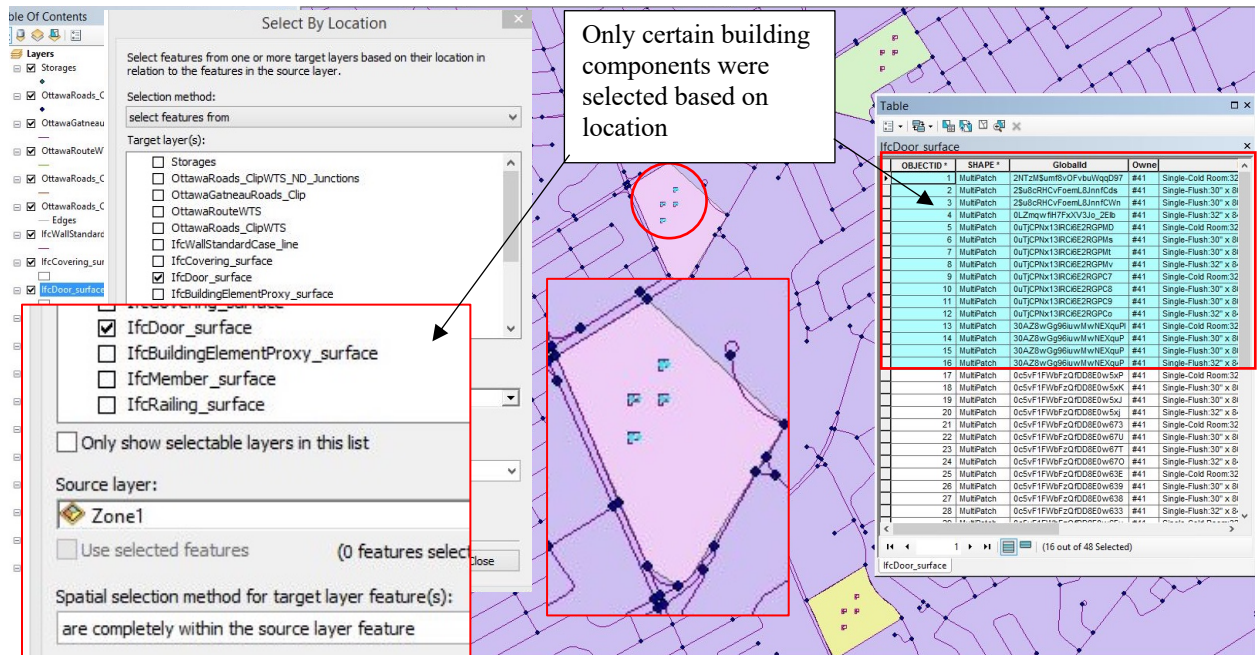 ble Of Contents
Layers
Storages
OttawaRoads_C
OttawaGatneau
OttawaRouteW
OttawaRoads_C
OttawaRoads_C
Edges
IfcWallStandard
IfcCovering_sur
IfcDoor_surface
Select By Location
Select features from one or more target layers based on their location in
relation to the features in the source layer.
Selection method:
select features from
Target layer(s):
Storages
OttawaRoads_ClipWTS_ND_Junctions
OttawaGatneauRoads_Clip
OttawaRouteWTS
OttawaRoads_ClipWTS
IfcWallStandardCase_line
IfcCovering_surface
IfcDoor_surface
IfcBuildingElementProxy_surface
Close
IfcDoor_surface
IfcBuildingElementProxy_surface
IfcMember_surface
IfcRailing_surface
Only show selectable layers in this list
Source layer:
Zone1
Use selected features (0 features select
Spatial selection method for target layer feature(s):
are completely within the source layer feature
Only certain building
components were
selected based on
location
Table
IfcDoor_surface
OBJECTID * SHAPE * GlobalId Owne
1 MultiPatch 2NTzM$umf8vOFvbuWqqD97 #41 Single-Cold Room:32
2 MultiPatch 2$u8cRHCvFoemL8JnnfCds #41 Single-Flush:30" x 8
3 MultiPatch 2$u8cRHCvFoemL8JnnfCWn #41 Single-Flush:30" x 8
4 MultiPatch 0LZmqwfiH7FxXV3Jo_2Elb #41 Single-Flush:32" x 8
5 MultiPatch 0uTjCPNx13IRCi6E2RGPMD #41 Single-Cold Room:32
6 MultiPatch 0uTjCPNx13IRCi6E2RGPMs #41 Single-Flush:30" x 8
7 MultiPatch 0uTjCPNx13IRCi6E2RGPMt #41 Single-Flush:30" x 8
8 MultiPatch 0uTjCPNx13IRCi6E2RGPMv #41 Single-Flush:32" x 8
9 MultiPatch 0uTjCPNx13IRCi6E2RGPC7 #41 Single-Cold Room:32
10 MultiPatch 0uTjCPNx13IRCi6E2RGPC8 #41 Single-Flush:30" x 8
11 MultiPatch 0uTjCPNx13IRCi6E2RGPC9 #41 Single-Flush:30" x 8
12 MultiPatch 0uTjCPNx13IRCi6E2RGPCo #41 Single-Flush:32" x 8
13 MultiPatch 30AZ8wGg96iuwMwNEXquPl #41 Single-Cold Room:32
14 MultiPatch 30AZ8wGg96iuwMwNEXquP #41 Single-Flush:30" x 8
15 MultiPatch 30AZ8wGg96iuwMwNEXquP #41 Single-Flush:30" x 8
16 MultiPatch 30AZ8wGg96iuwMwNEXquP #41 Single-Flush:32" x 8
17 MultiPatch 0c5vF1FWbFzQfDD8E0w5xP #41 Single-Cold Room:32
18 MultiPatch 0c5vF1FWbFzQfDD8E0w5xK #41 Single-Flush:30" x 8
19 MultiPatch 0c5vF1FWbFzQfDD8E0w5xJ #41 Single-Flush:30" x 8
20 MultiPatch 0c5vF1FWbFzQfDD8E0w5xj #41 Single-Flush:32" x 8
21 MultiPatch 0c5vF1FWbFzQfDD8E0w673 #41 Single-Cold Room:32
22 MultiPatch 0c5vF1FWbFzQfDD8E0w67U #41 Single-Flush:30" x 8
23 MultiPatch 0c5vF1FWbFzQfDD8E0w67T #41 Single-Flush:30" x 8
24 MultiPatch 0c5vF1FWbFzQfDD8E0w67O #41 Single-Flush:32" x 8
25 MultiPatch 0c5vF1FWbFzQfDD8E0w63E #41 Single-Cold Room:32
26 MultiPatch 0c5vF1FWbFzQfDD8E0w639 #41 Single-Flush:30" x 8
27 MultiPatch 0c5vF1FWbFzQfDD8E0w638 #41 Single-Flush:30" x 8
28 MultiPatch 0c5vF1FWbFzQfDD8E0w633 #41 Single-Flush:32" x 8
1 (16 out of 48 Selected)
IfcDoor_surface